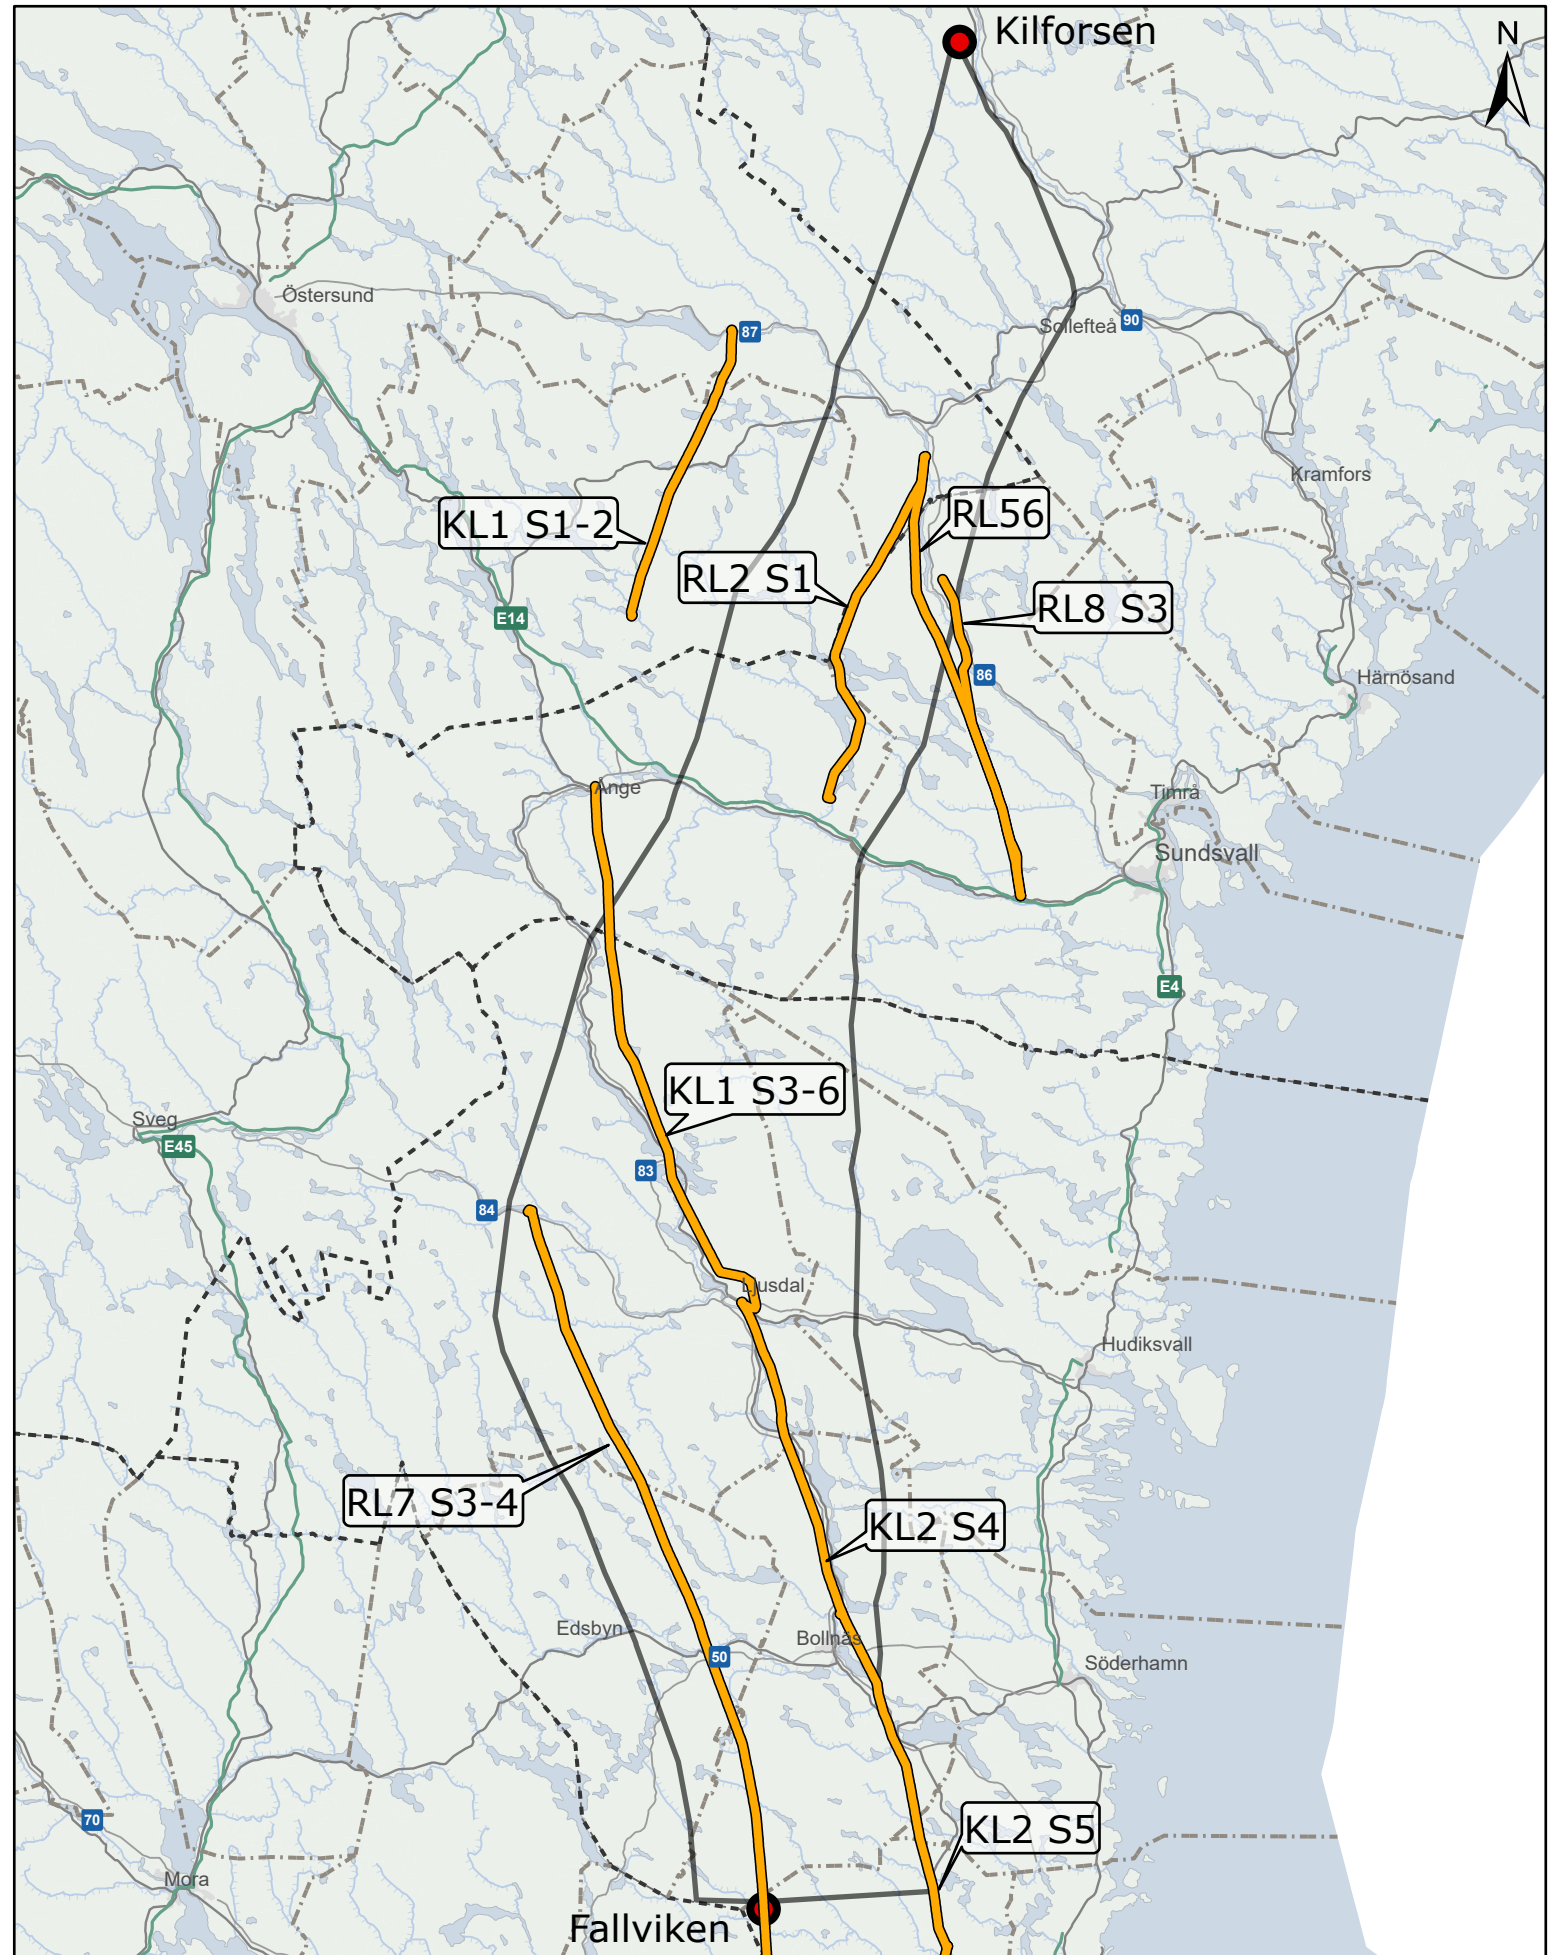 Kilforsen
N
Östersund
87
Sollefteå
90
Kramfors
KL1 S1-2
RL56
RL2 S1
RL8 S3
E14
86
Härnösand
Ånge
Timrå
Sundsvall
E4
KL1 S3-6
Sveg
E45
83
84
Ljusdal
Hudiksvall
RL7 S3-4
KL2 S4
Edsbyn
Bollnäs
50
Söderhamn
70
KL2 S5
Mora
Fallviken